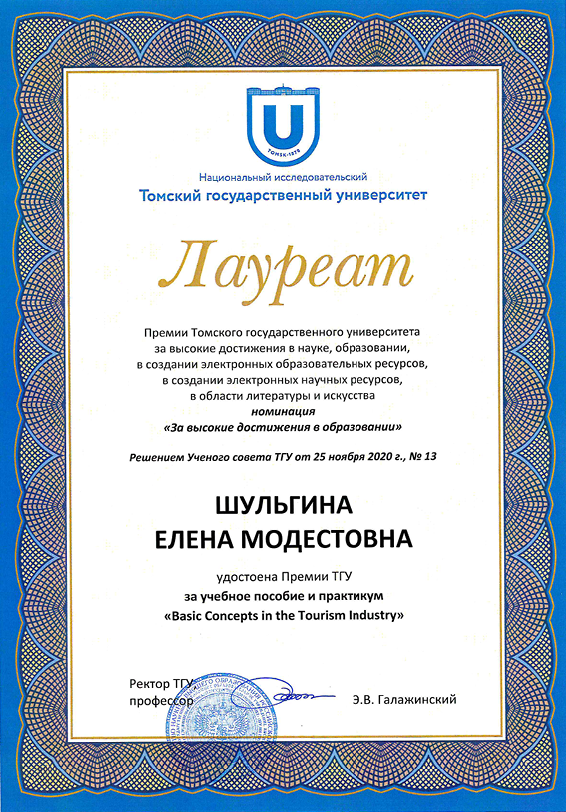 U
TOMSK·1878
Национальный исследовательский
Томский государственный университет
Лауреат
Премии Томского государственного университета
за высокие достижения в науке, образовании,
в создании электронных образовательных ресурсов,
в создании электронных научных ресурсов,
в области литературы и искусства
номинация
«За высокие достижения в образовании»
Решением Ученого совета ТГУ от 25 ноября 2020 г., № 13
ШУЛЬГИНА
ЕЛЕНА МОДЕСТОВНА
удостоена Премии ТГУ
за учебное пособие и практикум
«Basic Concepts in the Tourism Industry»
Ректор ТГУ
профессор
Э.В. Галажинский